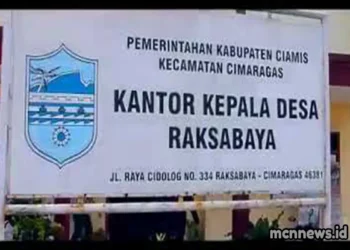 PEMERINTAHAN KABUPATEN CIAMIS
KECAMATAN CIMARAGAS
KANTOR KEPALA DESA
RAKSABAYA
JL. RAYA CIDOLOG NO. 334 RAKSABAYA - CIMARAGAS 46381
mcnnews.id